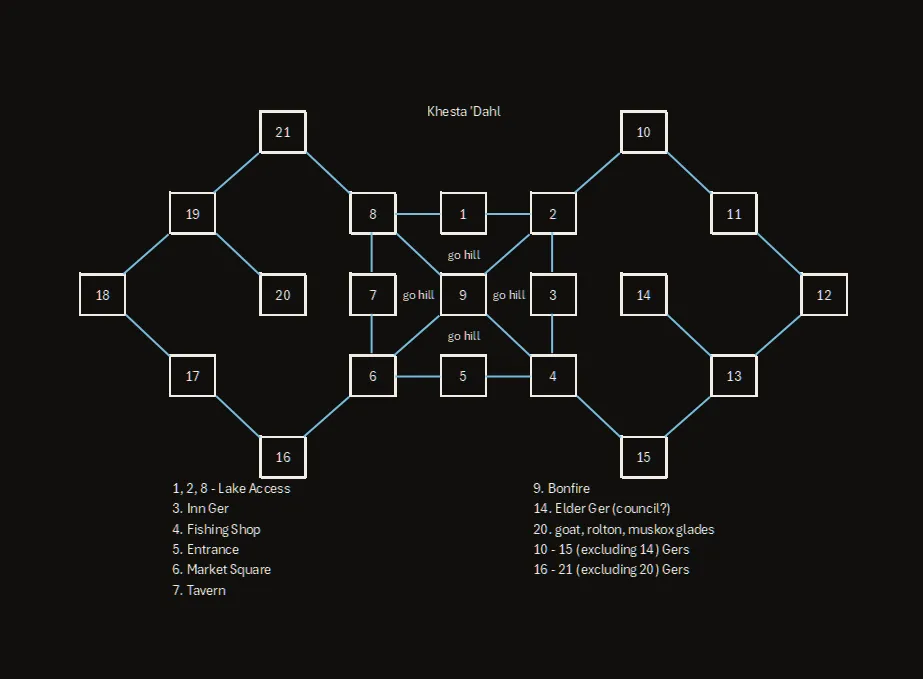 Khesta 'Dahl
21
10
19
8
1
2
11
go hill
18
20
7
go hill
9
go hill
3
14
12
go hill
17
6
5
4
13
16
15
1, 2, 8 - Lake Access
3. Inn Ger
4. Fishing Shop
5. Entrance
6. Market Square
7. Tavern
9. Bonfire
14. Elder Ger (council?)
20. goat, rolton, muskox glades
10 - 15 (excluding 14) Gers
16 - 21 (excluding 20) Gers